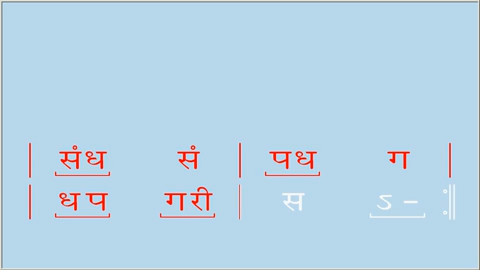 | संध सं | पध ग |
| धप गरी | स ऽ- :||